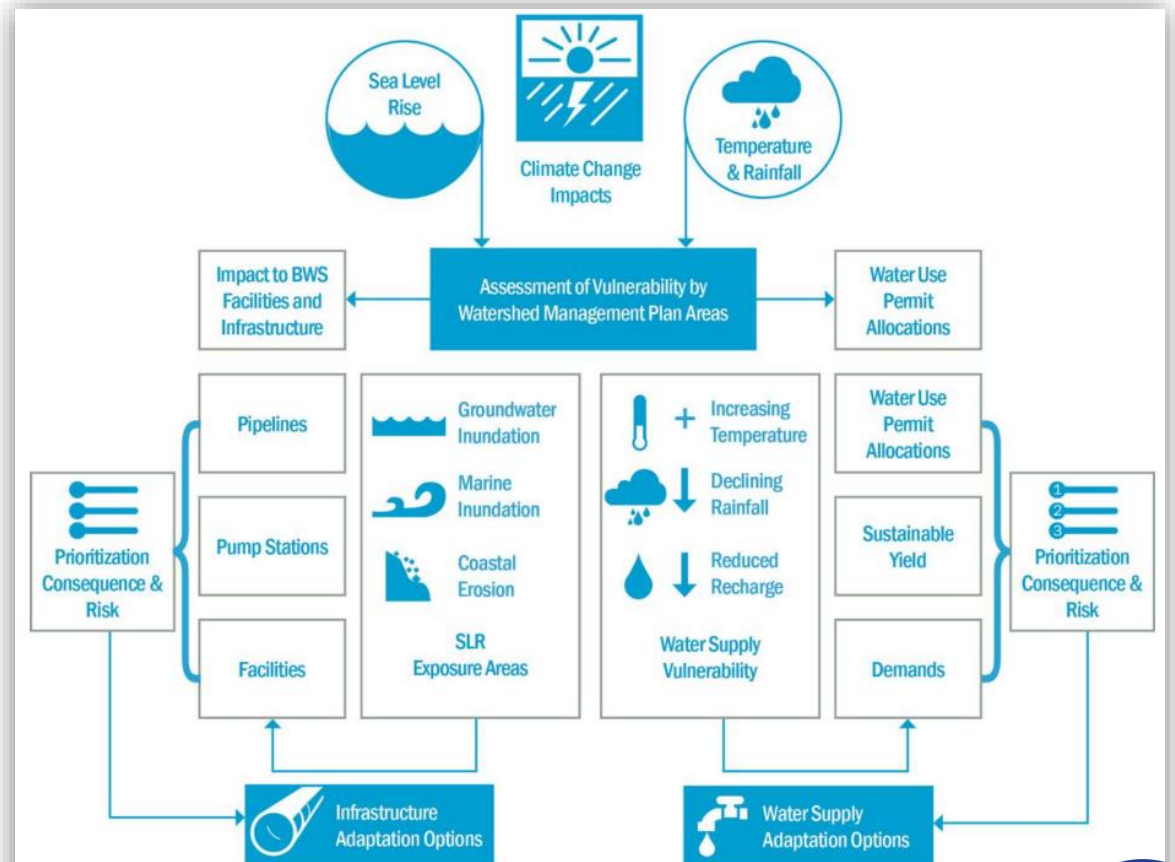 Sea Level
Rise
Climate Change
Impacts
Temperature
& Rainfall
Impact to BWS
Facilities and
Infrastructure
Assessment of Vulnerability by
Watershed Management Plan Areas
Water Use
Permit
Allocations
Pipelines
Pump Stations
Facilities
Prioritization
Consequence &
Risk
Groundwater
Inundation
Marine
Inundation
Coastal
Erosion
SLR
Exposure Areas
+ Increasing
Temperature
Declining
Rainfall
Reduced
Recharge
Water Supply
Vulnerability
Water Use
Permit
Allocations
Sustainable
Yield
Demands
1
2
3
Prioritization
Consequence &
Risk
Infrastructure
Adaptation Options
Water Supply
Adaptation Options